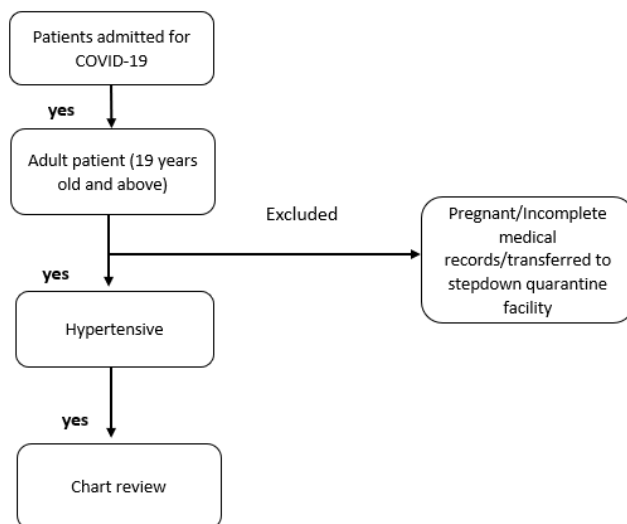 Patients admitted for
COVID-19
yes
Adult patient (19 years
old and above)
Excluded
Pregnant/Incomplete
medical
records/transferred to
stepdown quarantine
facility
yes
Hypertensive
yes
Chart review